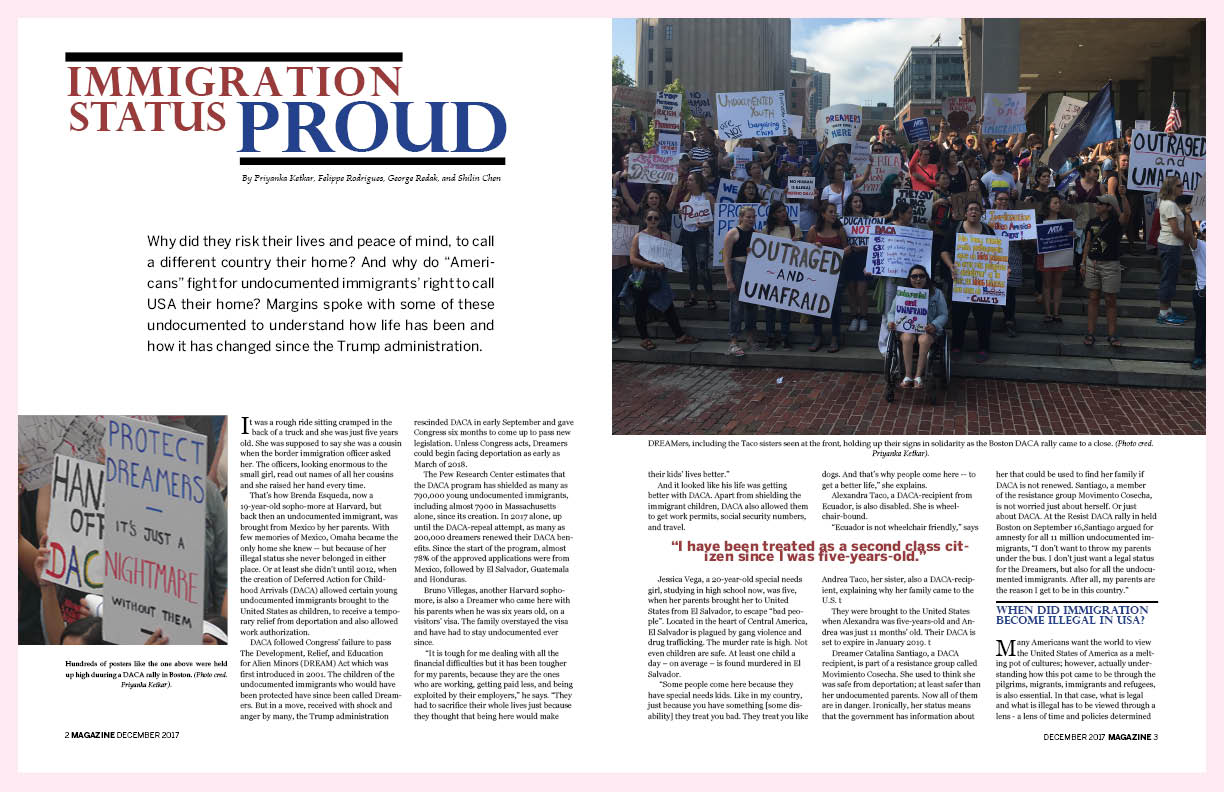 IMMIGRATION
STATUS PROUD
By Priyanka Ketkar, Felippe Rodrigues, George Redak, and Shilin Chen
Why did they risk their lives and peace of mind, to call
a different country their home? And why do “Ameri-
cans” fight for undocumented immigrants’ right to call
USA their home? Margins spoke with some of these
undocumented to understand how life has been and
how it has changed since the Trump administration.
PROTECT
DREAMERS
IT'S JUST A
NIGHTMARE
WITHOUT THEM
HAN
OFF
DAC
Hundreds of posters like the one above were held
up high duuring a DACA rally in Boston. (Photo cred.
Priyanka Ketkar).
It was a rough ride sitting cramped in the
back of a truck and she was just five years
old. She was supposed to say she was a cousin
when the border immigration officer asked
her. The officers, looking enormous to the
small girl, read out names of all her cousins
and she raised her hand every time.
That’s how Brenda Esqueda, now a
19-year-old sopho-more at Harvard, but
back then an undocumented immigrant, was
brought from Mexico by her parents. With
few memories of Mexico, Omaha became the
only home she knew -- but because of her
illegal status she never belonged in either
place. Or at least she didn’t until 2012, when
the creation of Deferred Action for Child-
hood Arrivals (DACA) allowed certain young
undocumented immigrants brought to the
United States as children, to receive a tempo-
rary relief from deportation and also allowed
work authorization.
DACA followed Congress’ failure to pass
The Development, Relief, and Education
for Alien Minors (DREAM) Act which was
first introduced in 2001. The children of the
undocumented immigrants who would have
been protected have since been called Dream-
ers. But in a move, received with shock and
anger by many, the Trump administration
rescinded DACA in early September and gave
Congress six months to come up to pass new
legislation. Unless Congress acts, Dreamers
could begin facing deportation as early as
March of 2018.
The Pew Research Center estimates that
the DACA program has shielded as many as
790,000 young undocumented immigrants,
including almost 7900 in Massachusetts
alone, since its creation. In 2017 alone, up
until the DACA-repeal attempt, as many as
200,000 dreamers renewed their DACA ben-
efits. Since the start of the program, almost
78% of the approved applications were from
Mexico, followed by El Salvador, Guatemala
and Honduras.
Bruno Villegas, another Harvard sopho-
more, is also a Dreamer who came here with
his parents when he was six years old, on a
visitors’ visa. The family overstayed the visa
and have had to stay undocumented ever
since.
“It is tough for me dealing with all the
financial difficulties but it has been tougher
for my parents, because they are the ones
who are working, getting paid less, and being
exploited by their employers,” he says. “They
had to sacrifice their whole lives just because
they thought that being here would make
2 MAGAZINE DECEMBER 2017
UNDOCUMENTED
YOUTH
are NOT bargaining
chips
DREAMERS
HERE
OUTRAGED
and
UNAFRAID
NO HUMAN
IS ILLEGAL
Peace
EDUCATION
NOT DACA
OUTRAGED
~ AND ~
UNAFRAID
UNAFRAID
CALLE 13
DREAMers, including the Taco sisters seen at the front, holding up their signs in solidarity as the Boston DACA rally came to a close. (Photo cred.
Priyanka Ketkar).
their kids’ lives better.”
And it looked like his life was getting
better with DACA. Apart from shielding the
immigrant children, DACA also allowed them
to get work permits, social security numbers,
and travel.
dogs. And that’s why people come here -- to
get a better life,” she explains.
Alexandra Taco, a DACA-recipient from
Ecuador, is also disabled. She is wheel-
chair-bound.
“Ecuador is not wheelchair friendly,” says
“I have been treated as a second class cit-
izen since I was five-years-old.”
Jessica Vega, a 20-year-old special needs
girl, studying in high school now, was five,
when her parents brought her to United
States from El Salvador, to escape “bad peo-
ple”. Located in the heart of Central America,
El Salvador is plagued by gang violence and
drug trafficking. The murder rate is high. Not
even children are safe. At least one child a
day – on average – is found murdered in El
Salvador.
“Some people come here because they
have special kids needs. Like in my country,
just because you have something [some dis-
ability] they treat you bad. They treat you like
Andrea Taco, her sister, also a DACA-recip-
ient, explaining why her family came to the
U.S. t
They were brought to the United States
when Alexandra was five-years-old and An-
drea was just 11 months’ old. Their DACA is
set to expire in January 2019. t
Dreamer Catalina Santiago, a DACA
recipient, is part of a resistance group called
Movimiento Cosecha. She used to think she
was safe from deportation; at least safer than
her undocumented parents. Now all of them
are in danger. Ironically, her status means
that the government has information about
her that could be used to find her family if
DACA is not renewed. Santiago, a member
of the resistance group Movimento Cosecha,
is not worried just about herself. Or just
about DACA. At the Resist DACA rally in held
Boston on September 16,Santiago argued for
amnesty for all 11 million undocumented im-
migrants, “I don’t want to throw my parents
under the bus. I don’t just want a legal status
for the Dreamers, but also for all the undocu-
mented immigrants. After all, my parents are
the reason I get to be in this country.”
WHEN DID IMMIGRATION
BECOME ILLEGAL IN USA?
Many Americans want the world to view
the United States of America as a melt-
ing pot of cultures; however, actually under-
standing how this pot came to be through the
pilgrims, migrants, immigrants and refugees,
is also essential. In that case, what is legal
and what is illegal has to be viewed through a
lens - a lens of time and policies determined
DECEMBER 2017 MAGAZINE 3